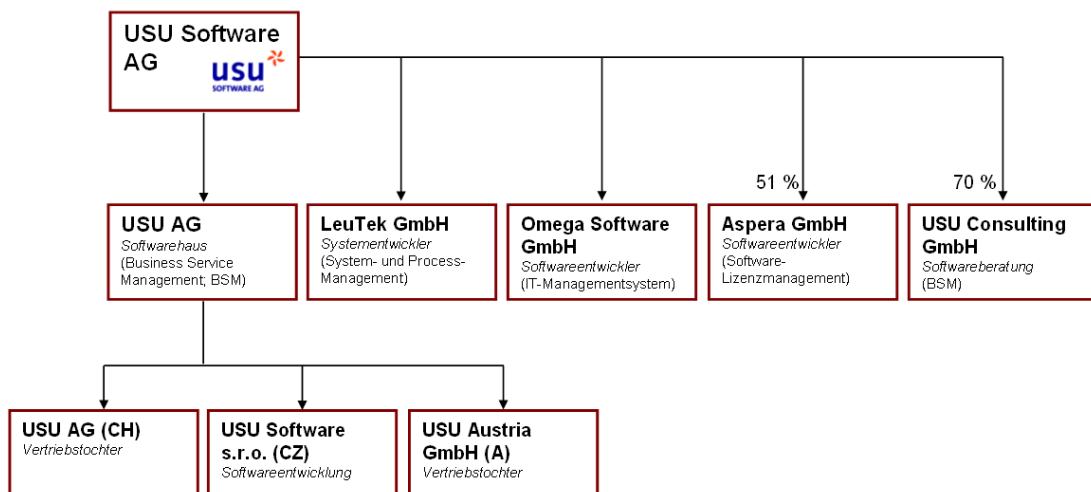 USU Software
AG
usu
SOFTWARE AG
51 %
70 %
USU AG
Softwarehaus
(Business Service
Management; BSM)
LeuTek GmbH
Systementwickler
(System- und Process-
Management)
Omega Software
GmbH
Softwareentwickler
(IT-Managementsystem)
Aspera GmbH
Softwareentwickler
(Software-
Lizenzmanagement)
USU Consulting
GmbH
Softwareberatung
(BSM)
USU AG (CH)
Vertriebstochter
USU Software
s.r.o. (CZ)
Softwareentwicklung
USU Austria
GmbH (A)
Vertriebstochter